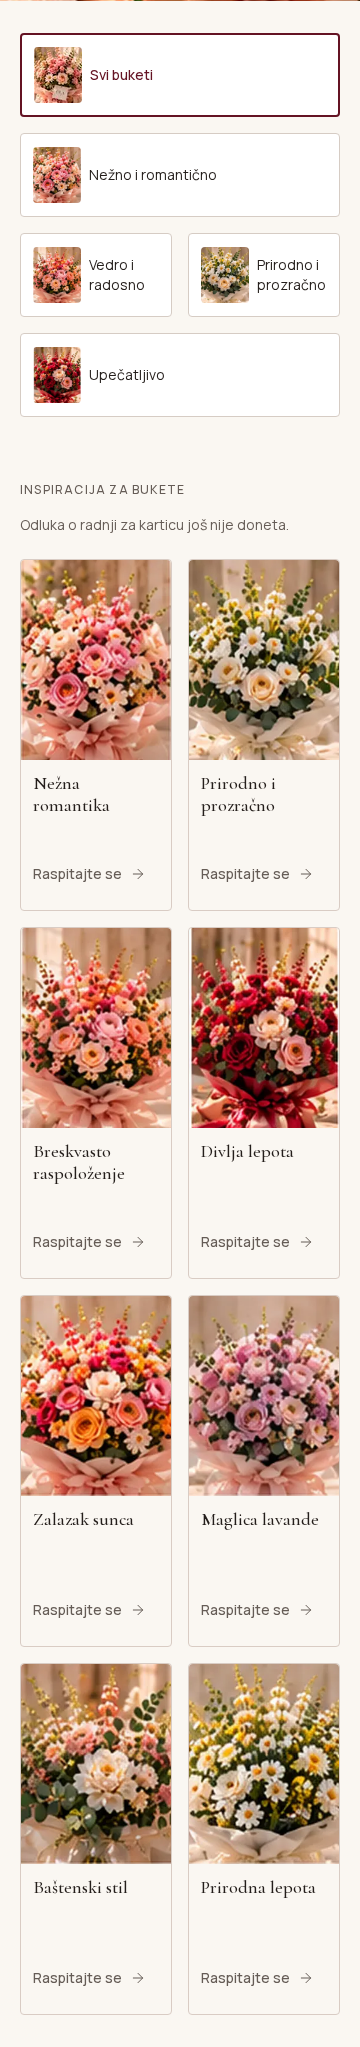 Svi buketi
Nežno i romantično
Vedro i
radosno
Prirodno i
prozračno
Upečatljivo
INSPIRACIJA ZA BUKETE
Odluka o radnji za karticu još nije doneta.
Nežna
romantika
Raspitajte se
Prirodno i
prozračno
Raspitajte se
Breskvasto
raspoloženje
Raspitajte se
Divlja lepota
Raspitajte se
Zalazak sunca
Raspitajte se
Maglica lavande
Raspitajte se
Baštenski stil
Raspitajte se
Prirodna lepota
Raspitajte se